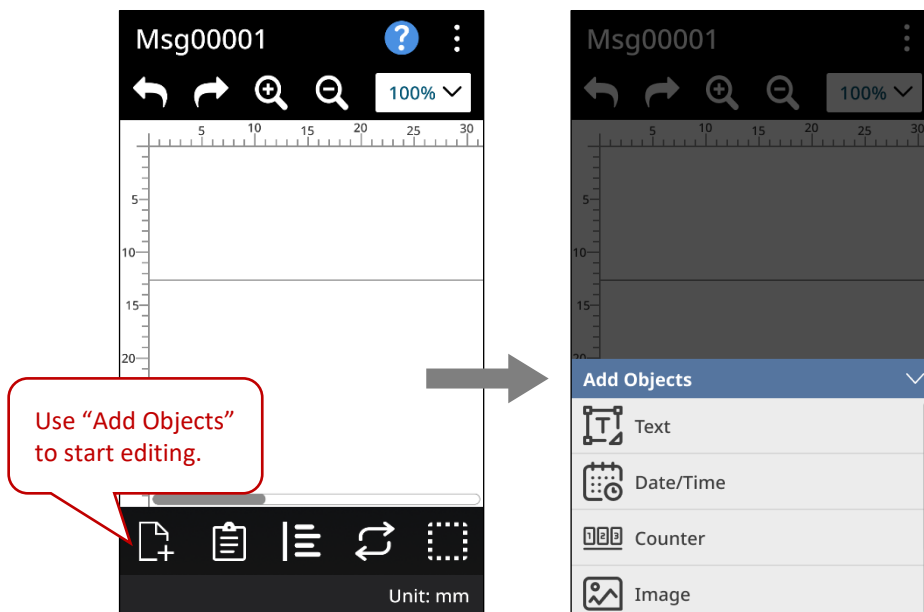 Msg00001
?
100%
5 10 15 20 25 30
5
10
15
20
Use “Add Objects”
to start editing.
Unit: mm
Msg00001
100%
5 10 15 20 25 30
5
10
15
20
Add Objects
T Text
Date/Time
123 Counter
Image